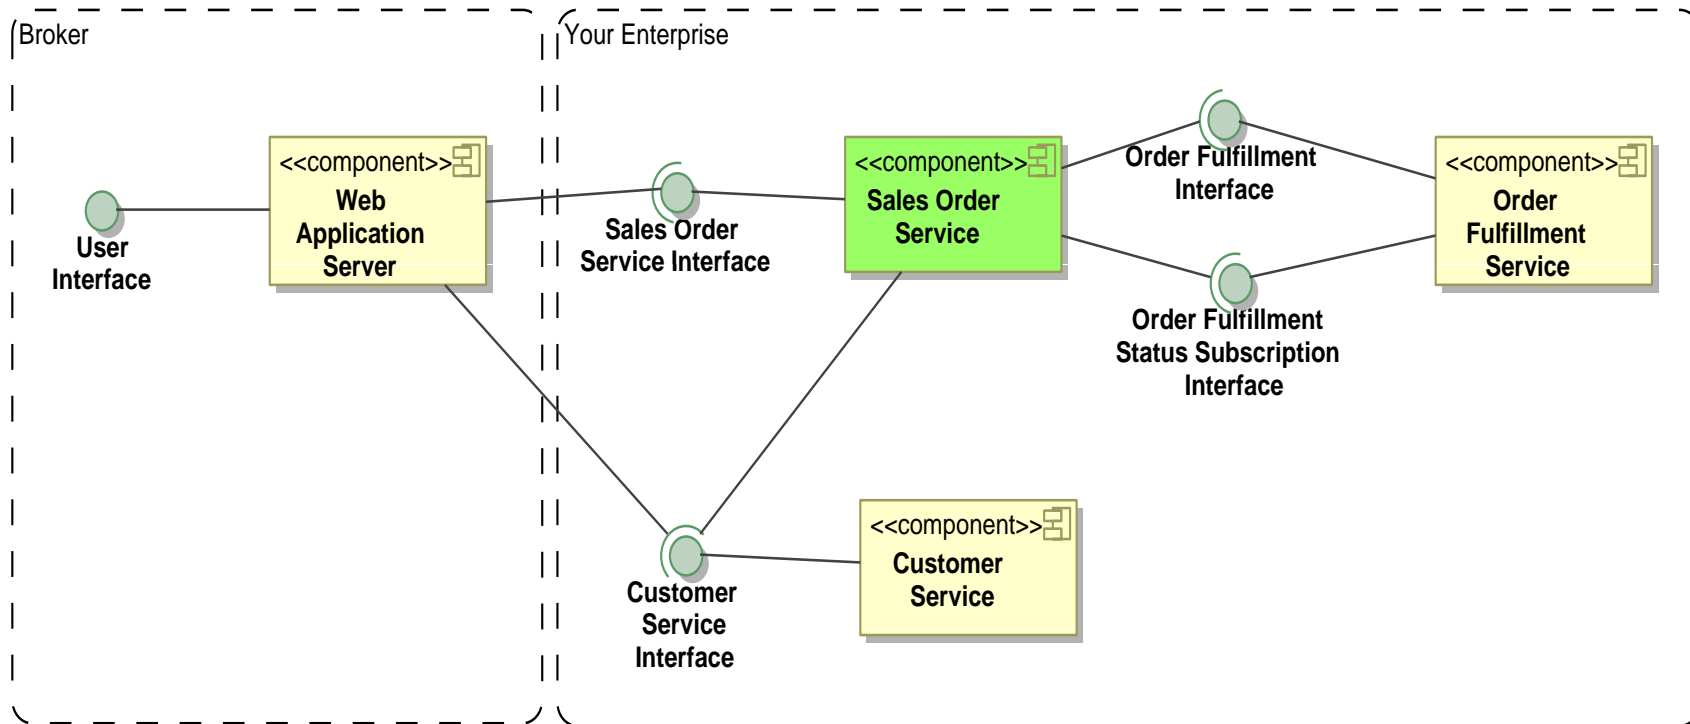 Broker
Your Enterprise
<<component>>
Web
Application
Server
User
Interface
Sales Order
Service Interface
<<component>>
Sales Order
Service
Order Fulfillment
Interface
<<component>>
Order
Fulfillment
Service
Order Fulfillment
Status Subscription
Interface
<<component>>
Customer
Service
Customer
Service
Interface